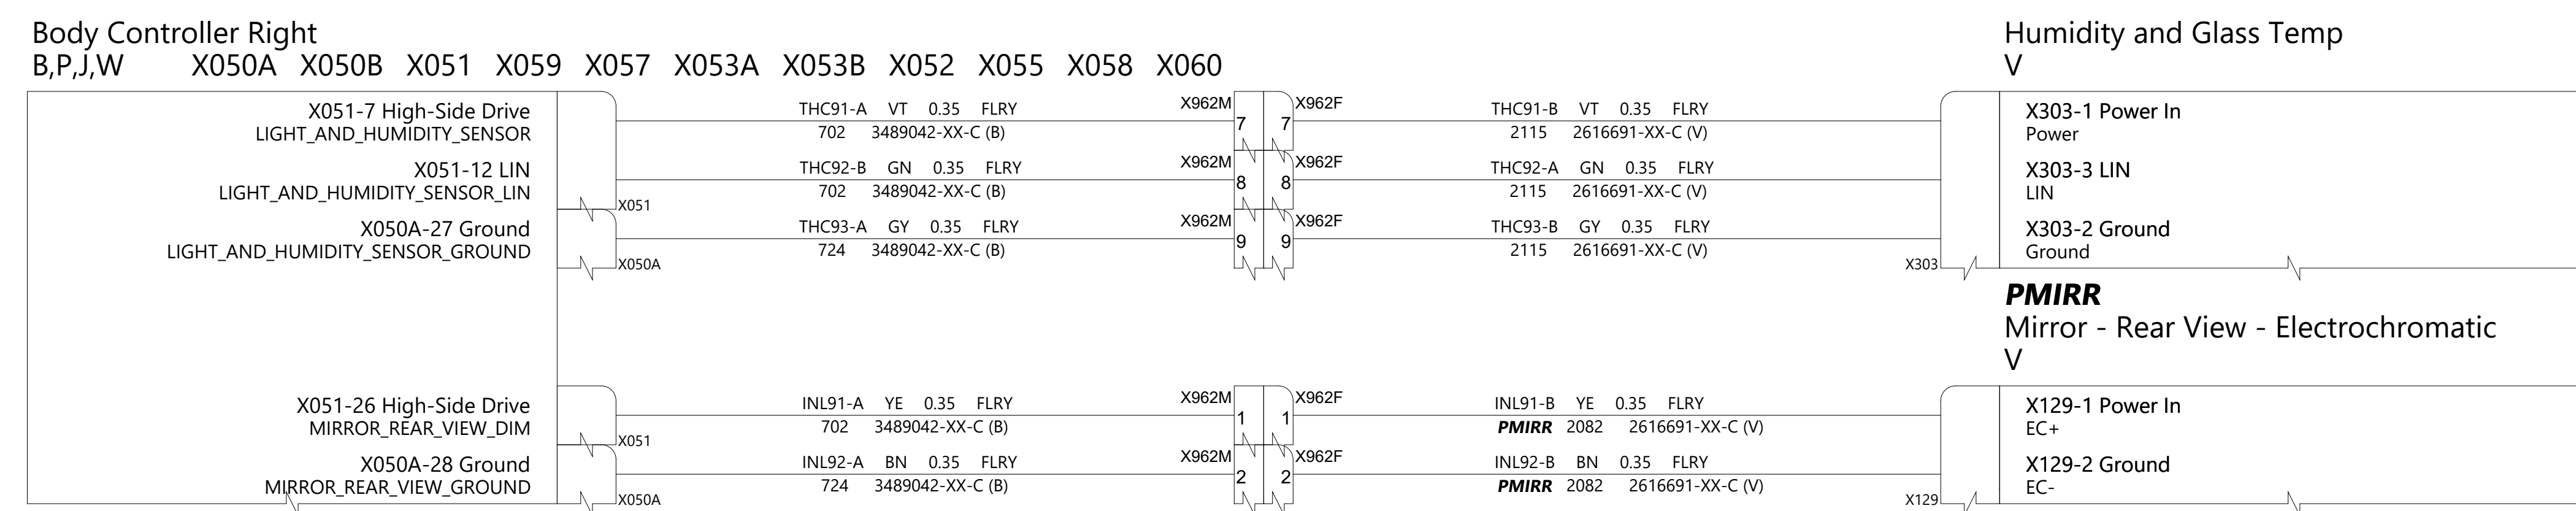 Body Controller Right
B,P,J,W X050A X050B X051 X059 X057 X053A X053B X052 X055 X058 X060
Humidity and Glass Temp
V
X051-7 High-Side Drive
LIGHT_AND_HUMIDITY_SENSOR
THC91-A VT 0.35 FLRY
702 3489042-XX-C (B)
X962M
7
7
X962F
THC91-B VT 0.35 FLRY
2115 2616691-XX-C (V)
X303-1 Power In
Power
X051-12 LIN
LIGHT_AND_HUMIDITY_SENSOR_LIN
X051
THC92-B GN 0.35 FLRY
702 3489042-XX-C (B)
X962M
8
8
X962F
THC92-A GN 0.35 FLRY
2115 2616691-XX-C (V)
X303-3 LIN
LIN
X050A-27 Ground
LIGHT_AND_HUMIDITY_SENSOR_GROUND
X050A
THC93-A GY 0.35 FLRY
724 3489042-XX-C (B)
X962M
9
9
X962F
THC93-B GY 0.35 FLRY
2115 2616691-XX-C (V)
X303
X303-2 Ground
Ground
PMIRR
Mirror - Rear View - Electrochromatic
V
X051-26 High-Side Drive
MIRROR_REAR_VIEW_DIM
X051
INL91-A YE 0.35 FLRY
702 3489042-XX-C (B)
X962M
1
1
X962F
INL91-B YE 0.35 FLRY
PMIRR 2082 2616691-XX-C (V)
X129-1 Power In
EC+
X050A-28 Ground
MIRROR_REAR_VIEW_GROUND
X050A
INL92-A BN 0.35 FLRY
724 3489042-XX-C (B)
X962M
2
2
X962F
INL92-B BN 0.35 FLRY
PMIRR 2082 2616691-XX-C (V)
X129
X129-2 Ground
EC-